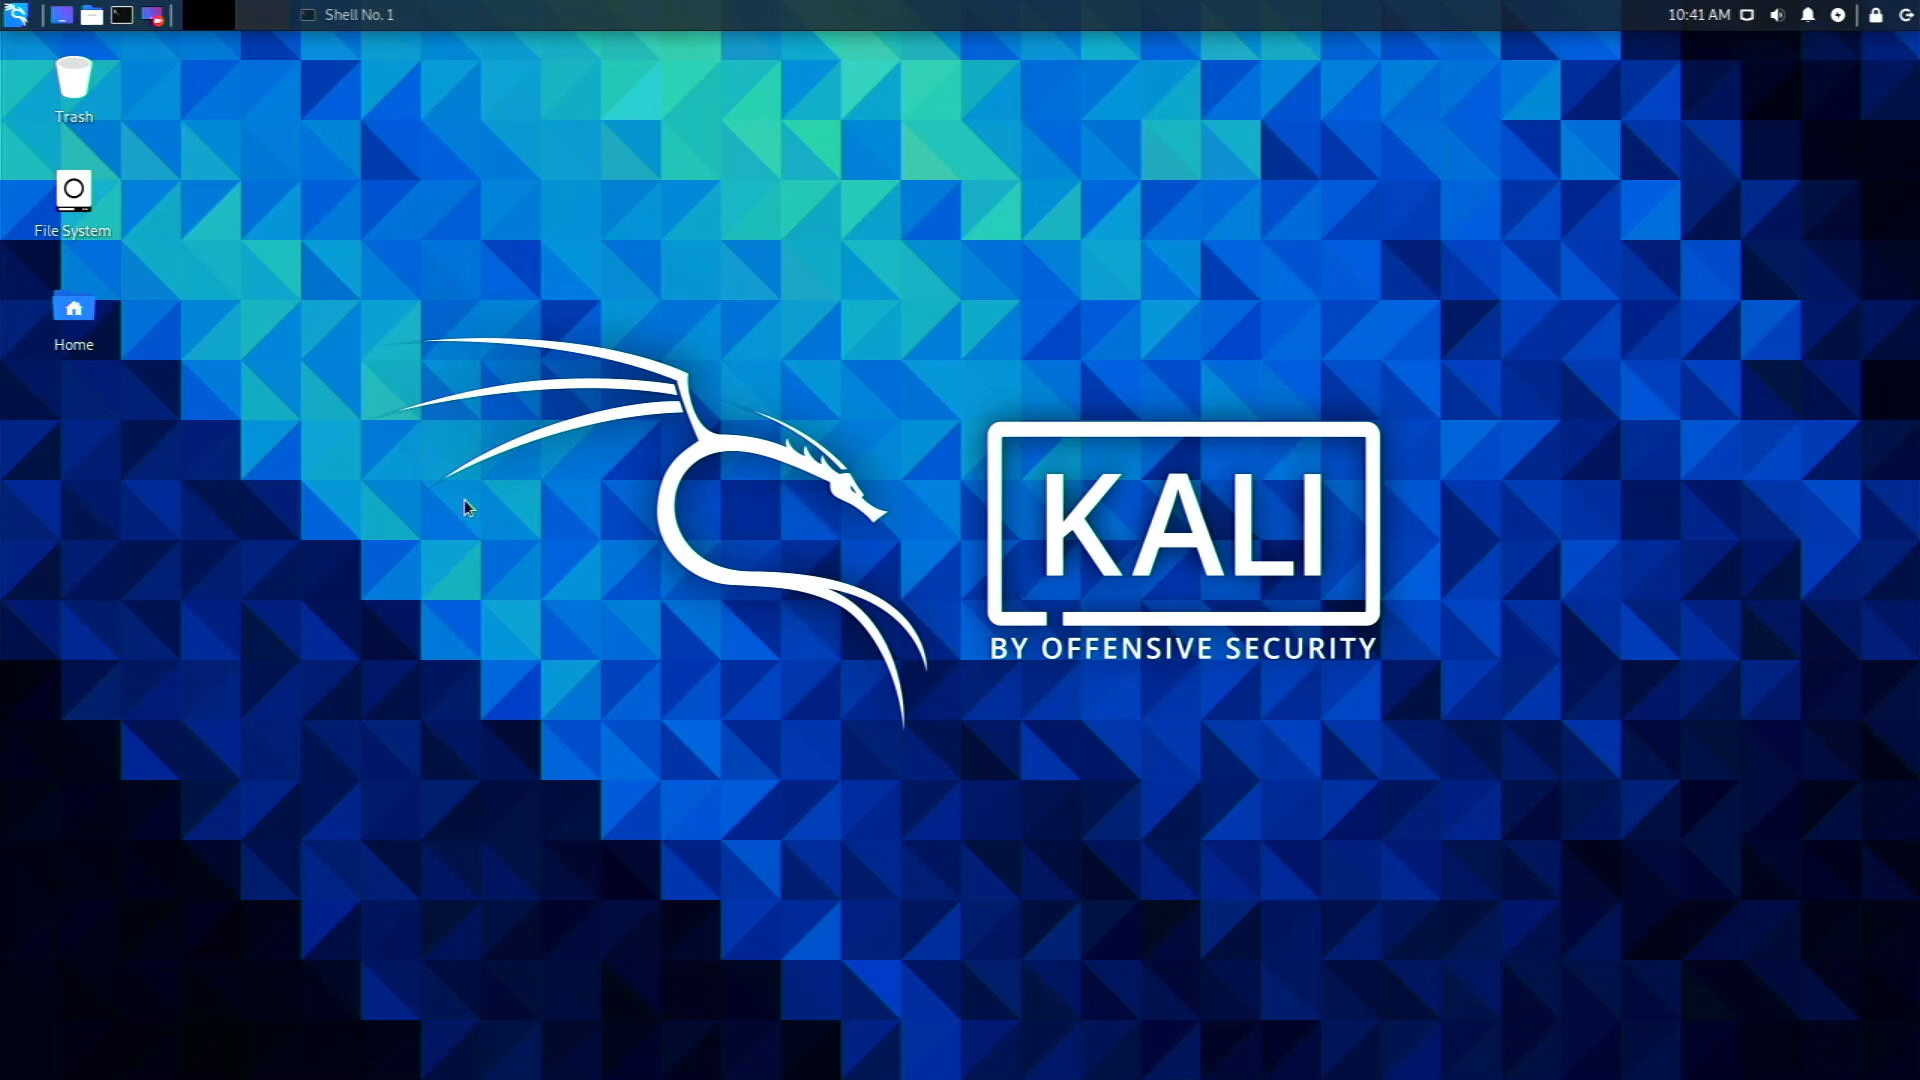 Shell No. 1
10:41 AM
Trash
File System
Home
KALI
BY OFFENSIVE SECURITY